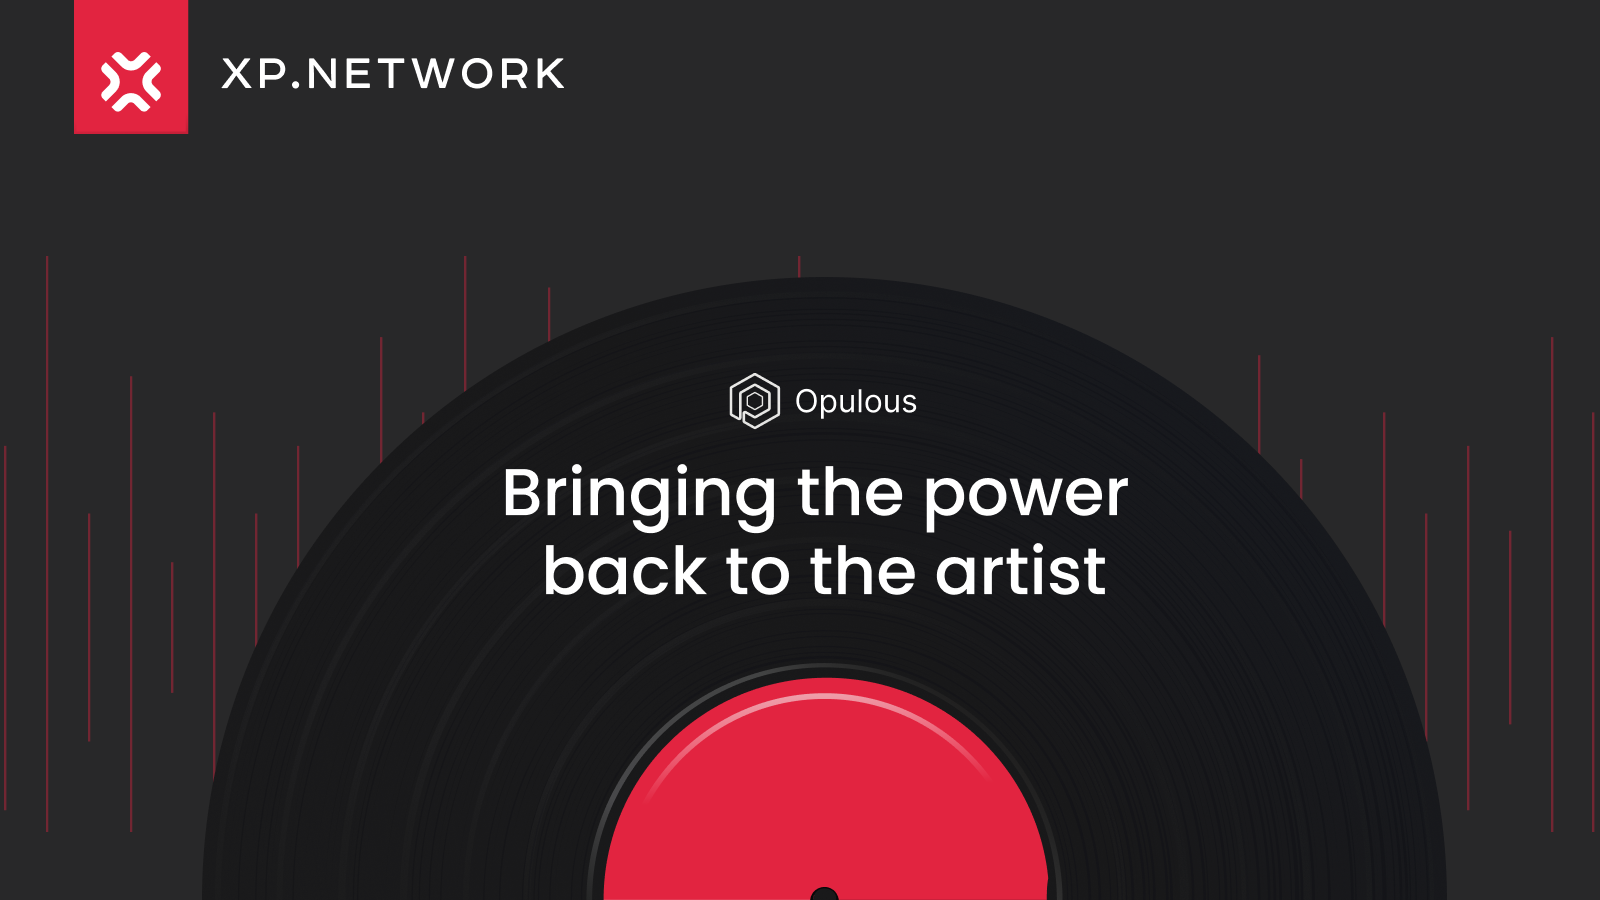 XP.NETWORK
Opulous
Bringing the power
back to the artist